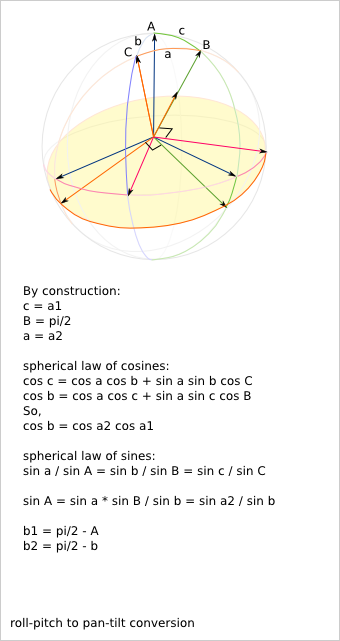 A
c
b
B
C
a
By construction:
c = a1
B = pi/2
a = a2
spherical law of cosines:
cos c = cos a cos b + sin a sin b cos C
cos b = cos a cos c + sin a sin c cos B
So,
cos b = cos a2 cos a1
spherical law of sines:
sin a / sin A = sin b / sin B = sin c / sin C
sin A = sin a * sin B / sin b = sin a2 / sin b
b1 = pi/2 - A
b2 = pi/2 - b
roll-pitch to pan-tilt conversion